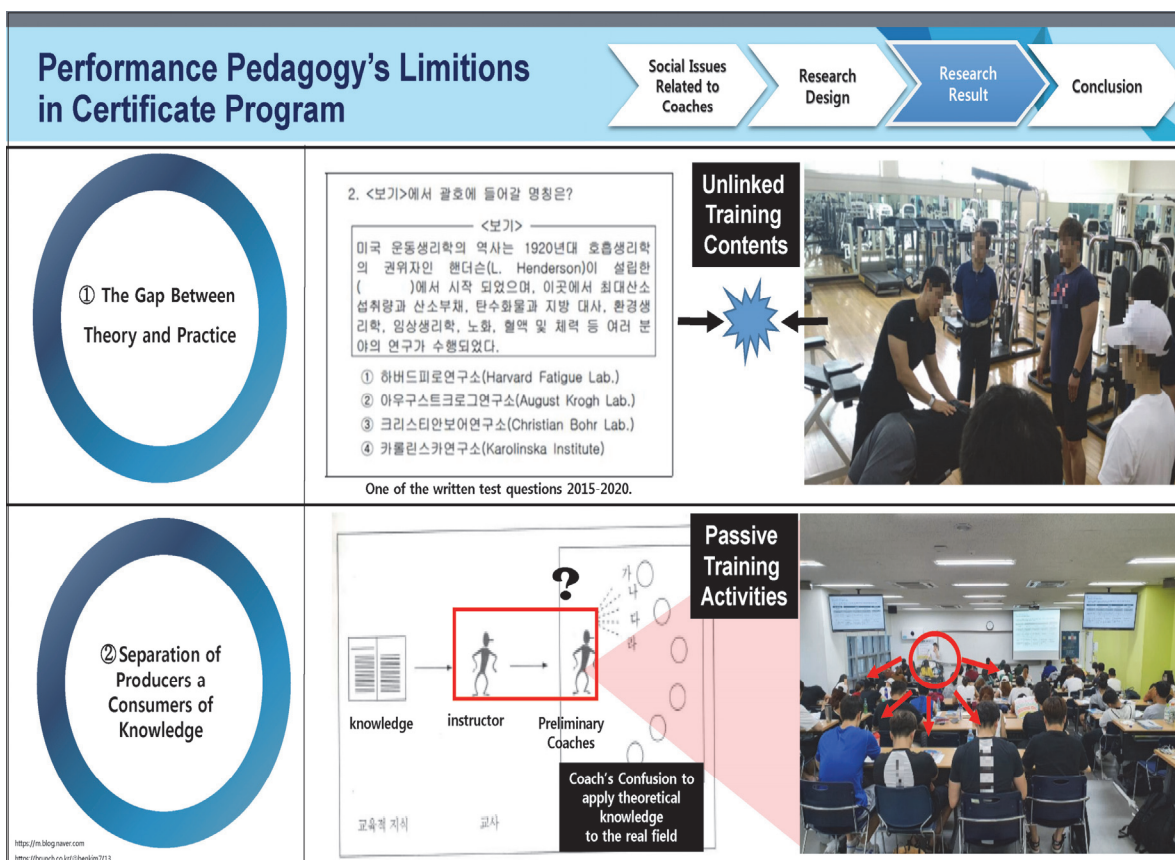 Performance Pedagogy's Limitions
in Certificate Program
Social Issues
Related to
Coaches
Research
Design
Research
Result
Conclusion
① The Gap Between
Theory and Practice
2. <보기>에서 괄호에 들어갈 명칭은?
<보기>
미국 운동생리학의 역사는 1920년대 호흡생리학
의 권위자인 핸더슨(L. Henderson)이 설립한
( )에서 시작 되었으며, 이곳에서 최대산소
섭취량과 산소부채, 탄수화물과 지방 대사, 환경생
리학, 임상생리학, 노화, 혈액 및 체력 등 여러 분
야의 연구가 수행되었다.
① 하버드피로연구소(Harvard Fatigue Lab.)
② 아우구스트크로그연구소(August Krogh Lab.)
③ 크리스티안보어연구소(Christian Bohr Lab.)
④ 카롤린스카연구소(Karolinska Institute)
One of the written test questions 2015-2020.
Unlinked
Training
Contents
② Separation of
Producers a
Consumers of
Knowledge
knowledge
instructor
Preliminary
Coaches
?
가
나
다
라
교육적 지식
교사
Coach's Confusion to
apply theoretical
knowledge
to the real field
Passive
Training
Activities
https://m.blog.naver.com